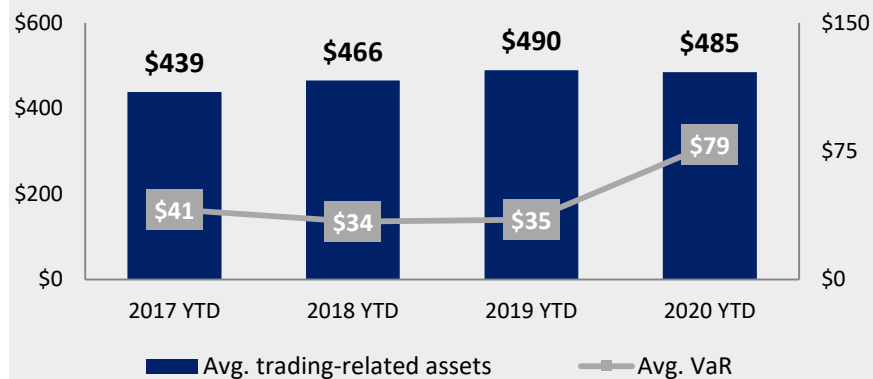 $600
$150
$439
$466
$490
$485
$400
$79
$75
$200
$41
$34
$35
$0
$0
2017 YTD
2018 YTD
2019 YTD
2020 YTD
Avg. trading-related assets
Avg. VaR